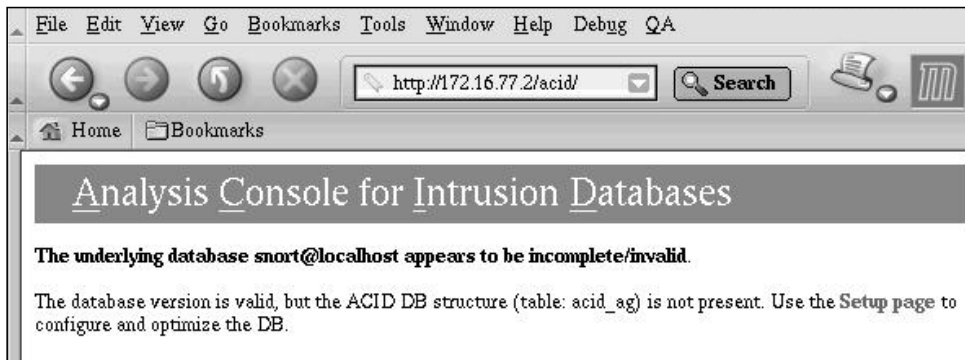 File Edit View Go Bookmarks Tools Window Help Debug QA
http://172.16.77.2/acid/ Search
Home Bookmarks
Analysis Console for Intrusion Databases
The underlying database snort@localhost appears to be incomplete/invalid.
The database version is valid, but the ACID DB structure (table: acid_ag) is not present. Use the Setup page to
configure and optimize the DB.